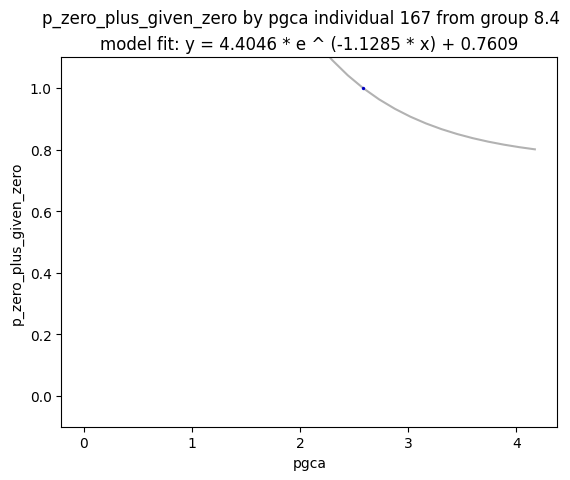 p_zero_plus_given_zero by pgca individual 167 from group 8.4
model fit: y = 4.4046 * e ^ (-1.1285 * x) + 0.7609
1.0
0.8
0.6
0.4
0.2
0.0
p_zero_plus_given_zero
0 1 2 3 4
pgca